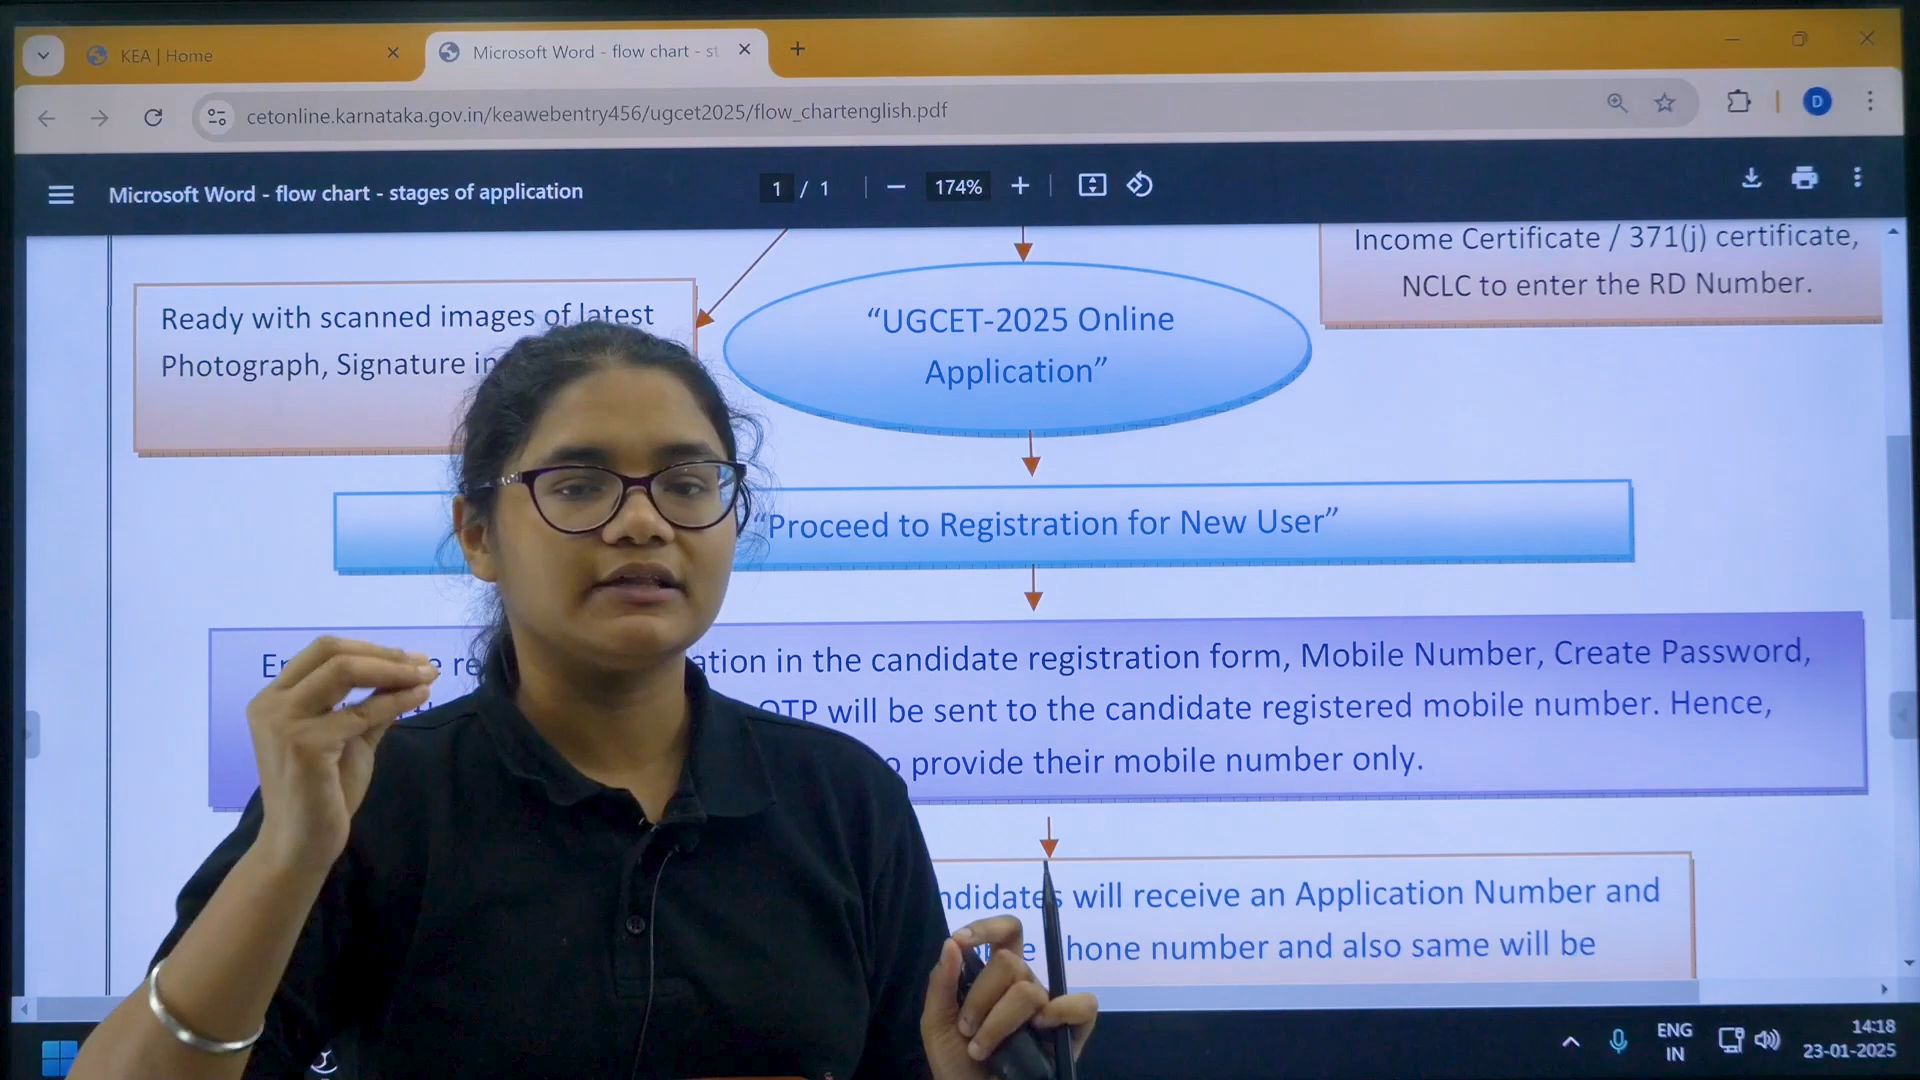 KEA | Home
Microsoft Word - flow chart - st
cetonline.karnataka.gov.in/keawebentry456/ugcet2025/flow_chartenglish.pdf
D
Microsoft Word - flow chart - stages of application
1 / 1
174%
Income Certificate / 371(j) certificate,
NCLC to enter the RD Number.
Ready with scanned images of latest
Photograph, Signature in
“UGCET-2025 Online
Application”
“Proceed to Registration for New User”
in the candidate registration form, Mobile Number, Create Password,
OTP will be sent to the candidate registered mobile number. Hence,
provide their mobile number only.
will receive an Application Number and
number and also same will be
ENG
IN
14:18
23-01-2025